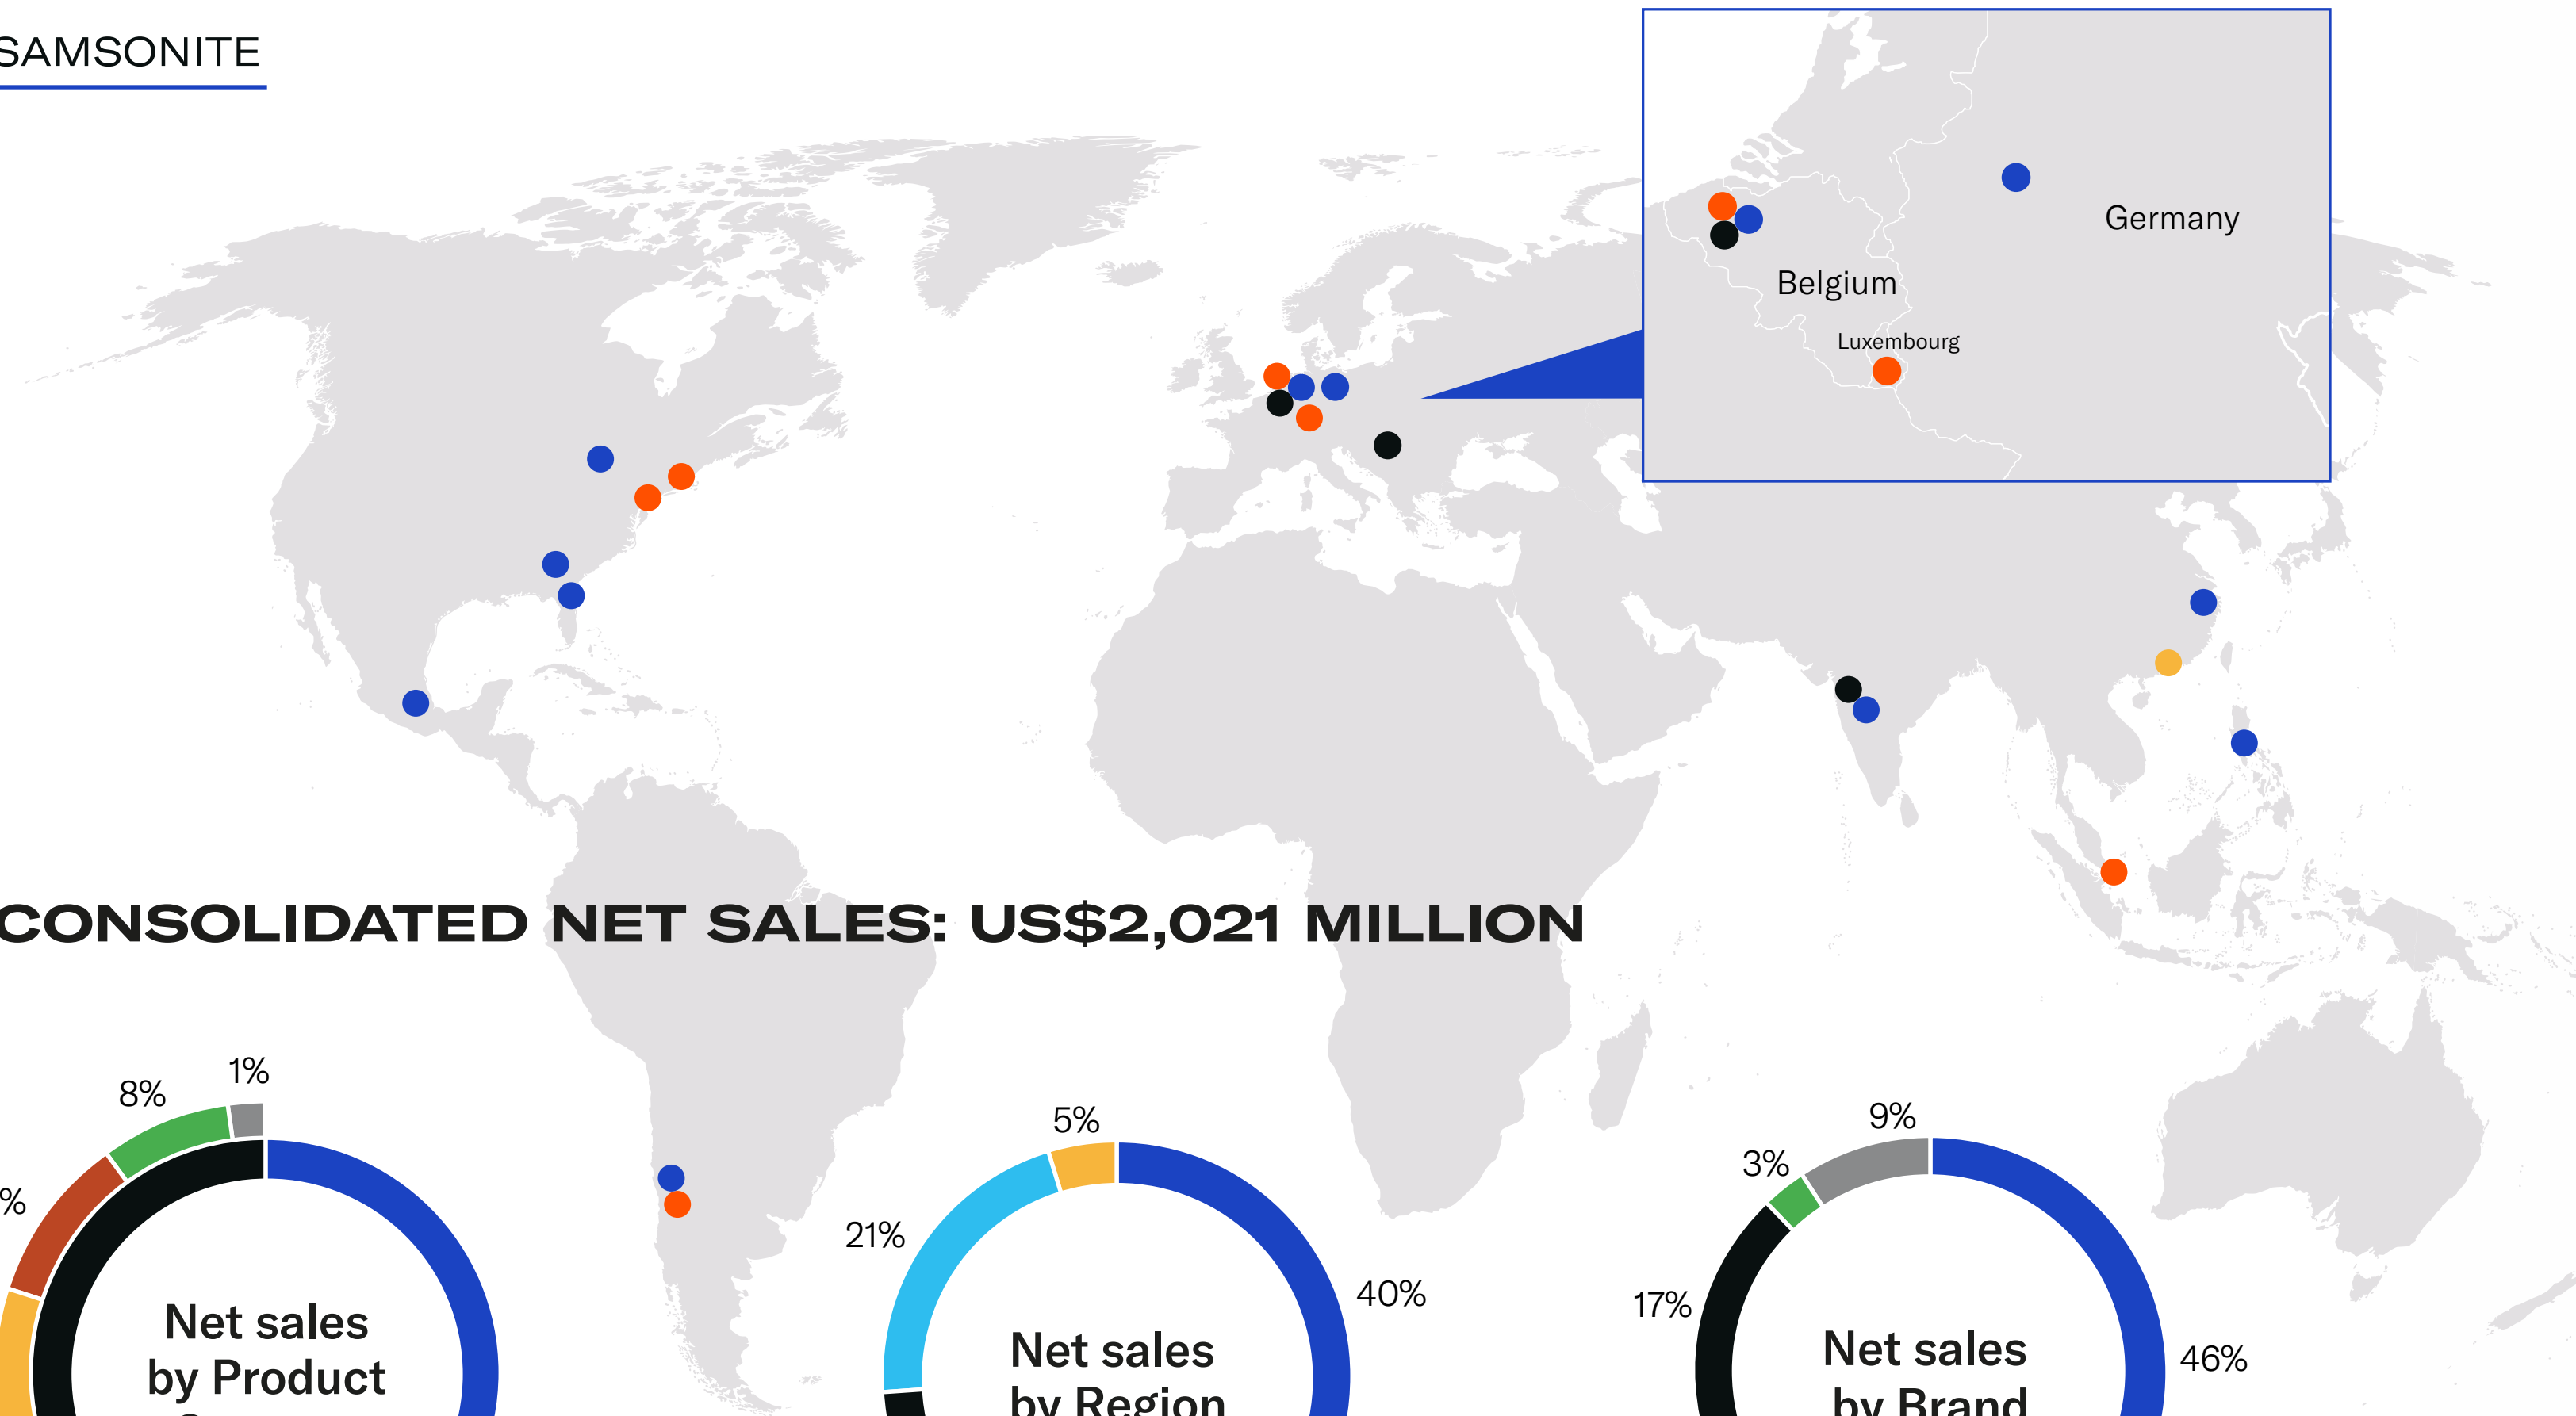 SAMSONITE
Germany
Belgium
Luxembourg
CONSOLIDATED NET SALES: US$2,021 MILLION
1%
8%
%
Net sales
by Product
5%
21%
40%
Net sales
by Region
9%
3%
17%
46%
Net sales
by Brand